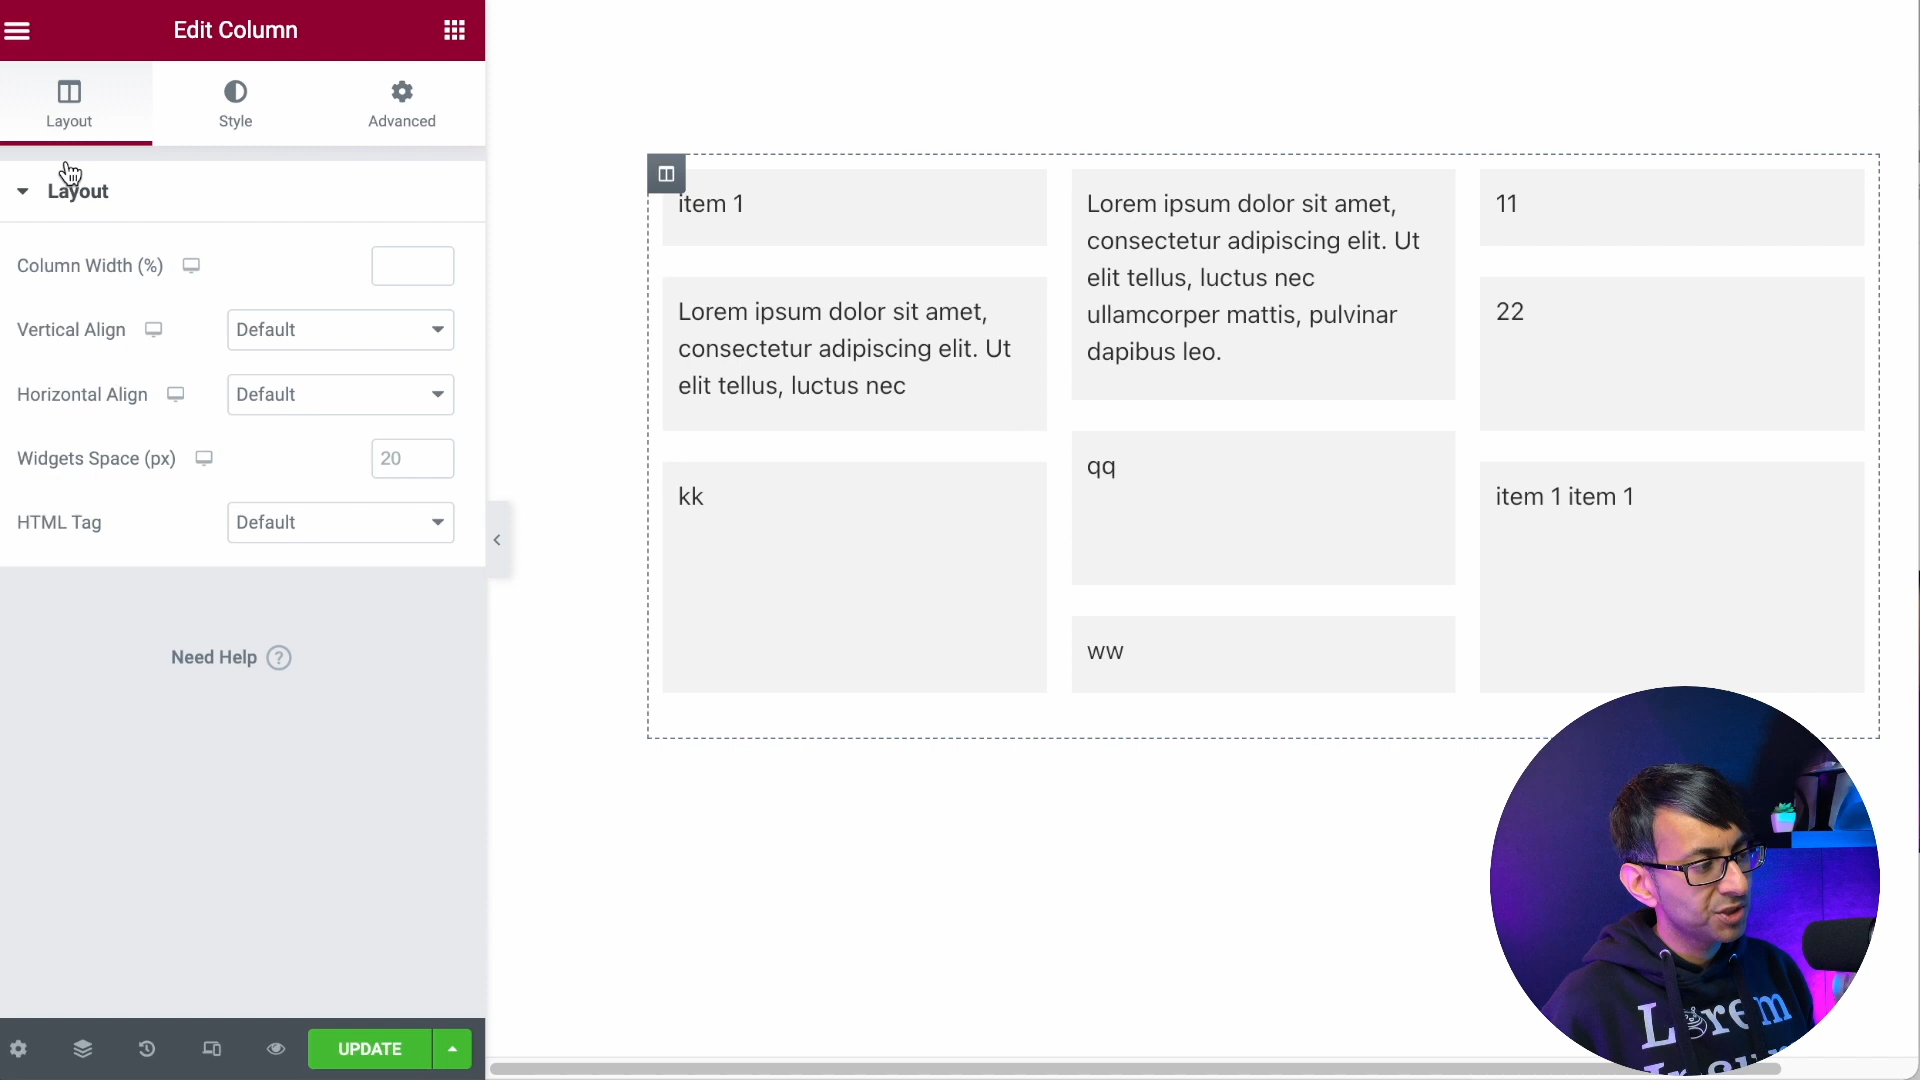 Edit Column
Layout
Style
Advanced
Layout
Column Width (%)
Vertical Align
Default
Horizontal Align
Default
Widgets Space (px)
20
HTML Tag
Default
Need Help ?
UPDATE
item 1
Lorem ipsum dolor sit amet,
consectetur adipiscing elit. Ut
elit tellus, luctus nec
kk
Lorem ipsum dolor sit amet,
consectetur adipiscing elit. Ut
elit tellus, luctus nec
ullamcorper mattis, pulvinar
dapibus leo.
qq
ww
11
22
item 1 item 1
Lorem